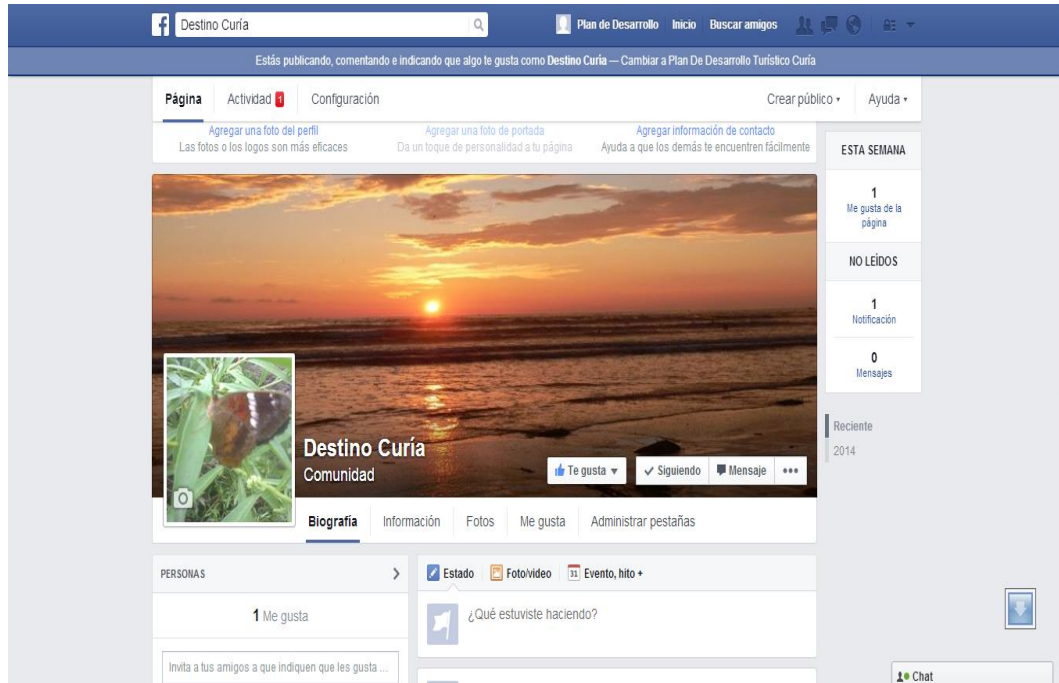 Destino Curía
Plan de Desarrollo Inicio Buscar amigos
Estás publicando, comentando e indicando que algo te gusta como Destino Curía — Cambiar a Plan De Desarrollo Turístico Curía
Página Actividad 1 Configuración Crear público Ayuda
Agregar una foto del perfil
Las fotos o los logos son más eficaces
Agregar una foto de portada
Da un toque de personalidad a tu página
Agregar información de contacto
Ayuda a que los demás te encuentren fácilmente
ESTA SEMANA
1
Me gusta de la
página
NO LEÍDOS
1
Notificación
0
Mensajes
Reciente
2014
Destino Curía
Comunidad
Te gusta Siguiendo Mensaje •••
Biografía Información Fotos Me gusta Administrar pestañas
PERSONAS
1 Me gusta
Invita a tus amigos a que indiquen que les gusta ...
Estado Foto/video 31 Evento, hito +
¿Qué estuviste haciendo?
Chat